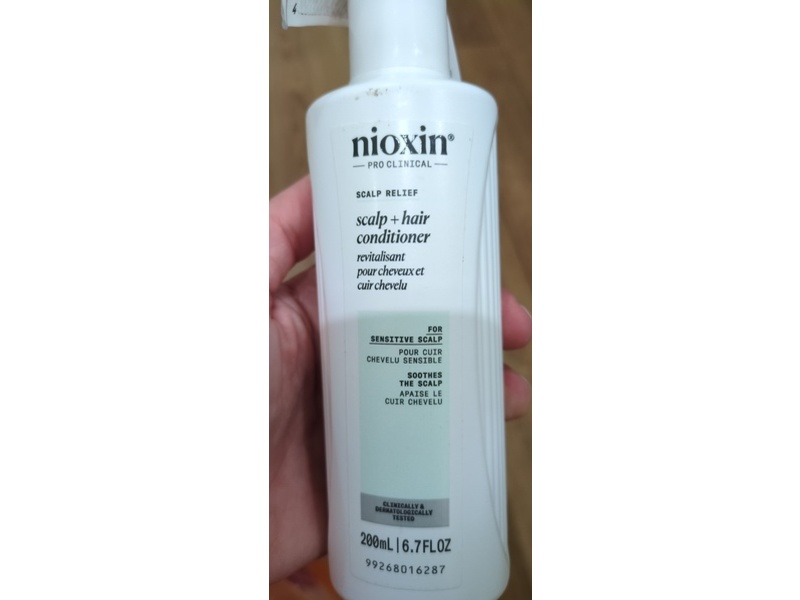 4
nioxin®
PRO CLINICAL
SCALP RELIEF
scalp + hair
conditioner
revitalisant
pour cheveux et
cuir chevelu
FOR
SENSITIVE SCALP
POUR CUIR
CHEVELU SENSIBLE
SOOTHES
THE SCALP
APAISE LE
CUIR CHEVELU
CLINICALLY &
DERMATOLOGICALLY
TESTED
200mL | 6.7FLOZ
99268016287